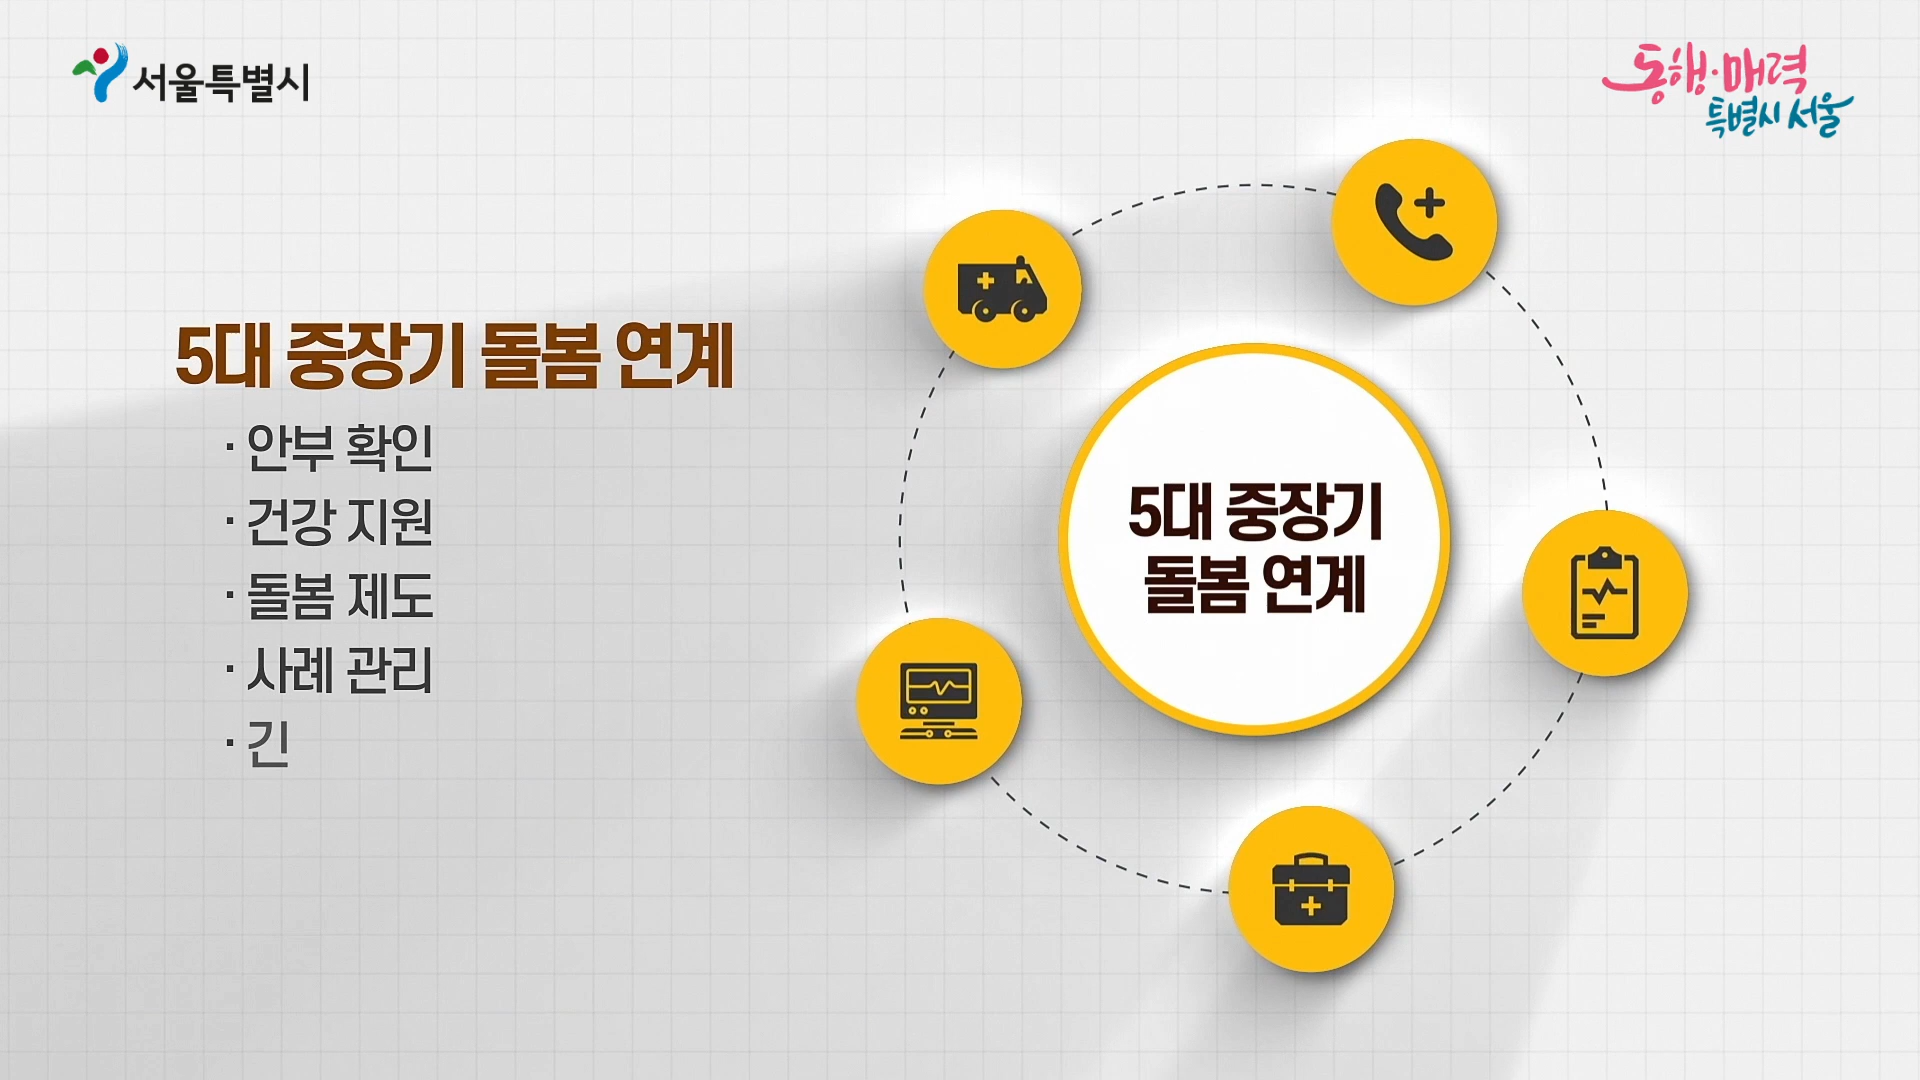 서울특별시
동행·매력
특별시 서울
5대 중장기 돌봄 연계
· 안부 확인
· 건강 지원
· 돌봄 제도
· 사례 관리
· 긴
5대 중장기
돌봄 연계